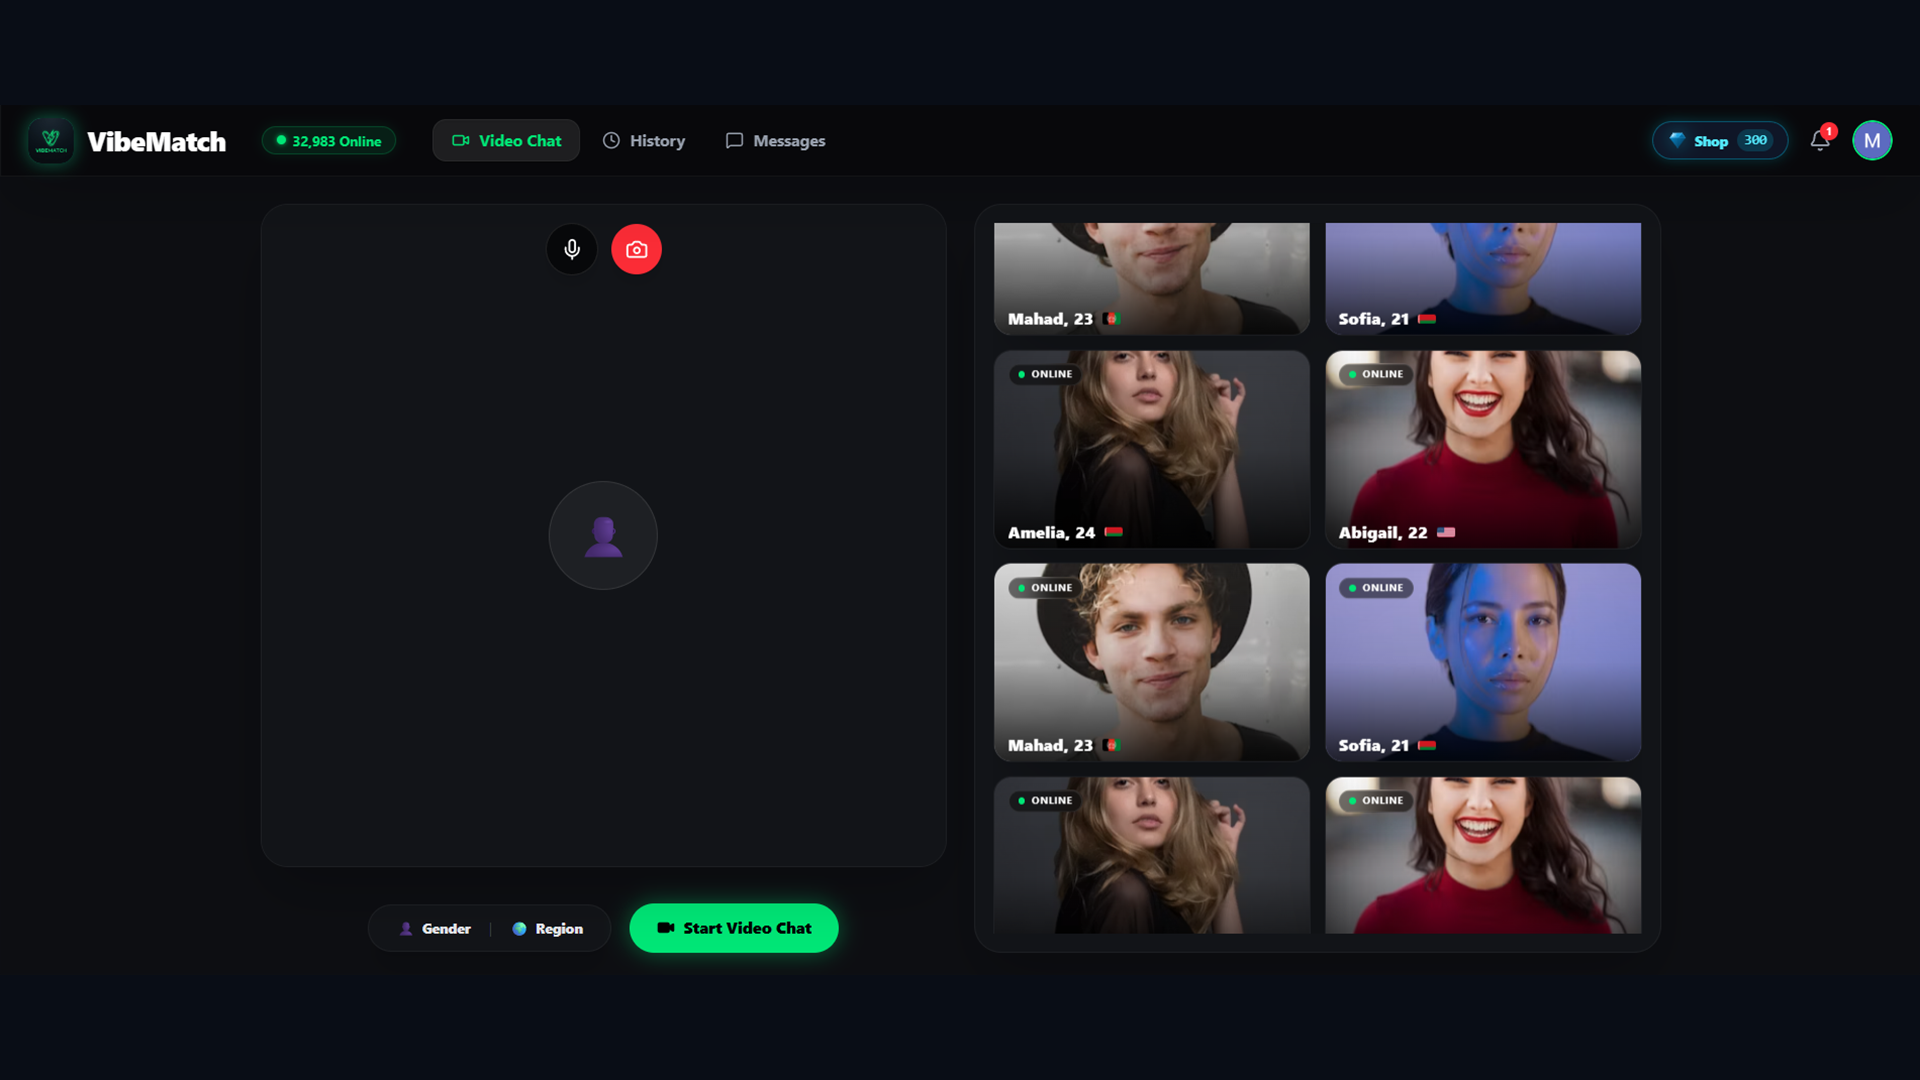 VIBEMATCH
VibeMatch
32,983 Online
Video Chat
History
Messages
Shop 300
1
M
Mahad, 23
Sofia, 21
ONLINE
Amelia, 24
ONLINE
Abigail, 22
ONLINE
Mahad, 23
ONLINE
Sofia, 21
ONLINE
ONLINE
Gender
Region
Start Video Chat